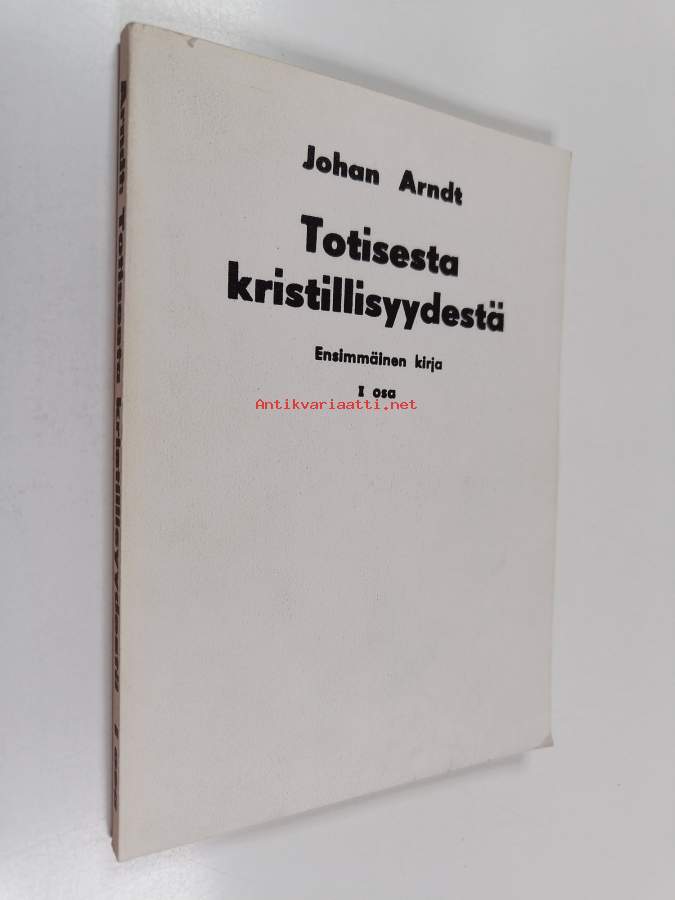 Johan Arndt
Totisesta
kristillisyydestä
Ensimmäinen kirja
I osa
Antikvariaatti.net
Arndt Totisesta kristillisyydestä I osa